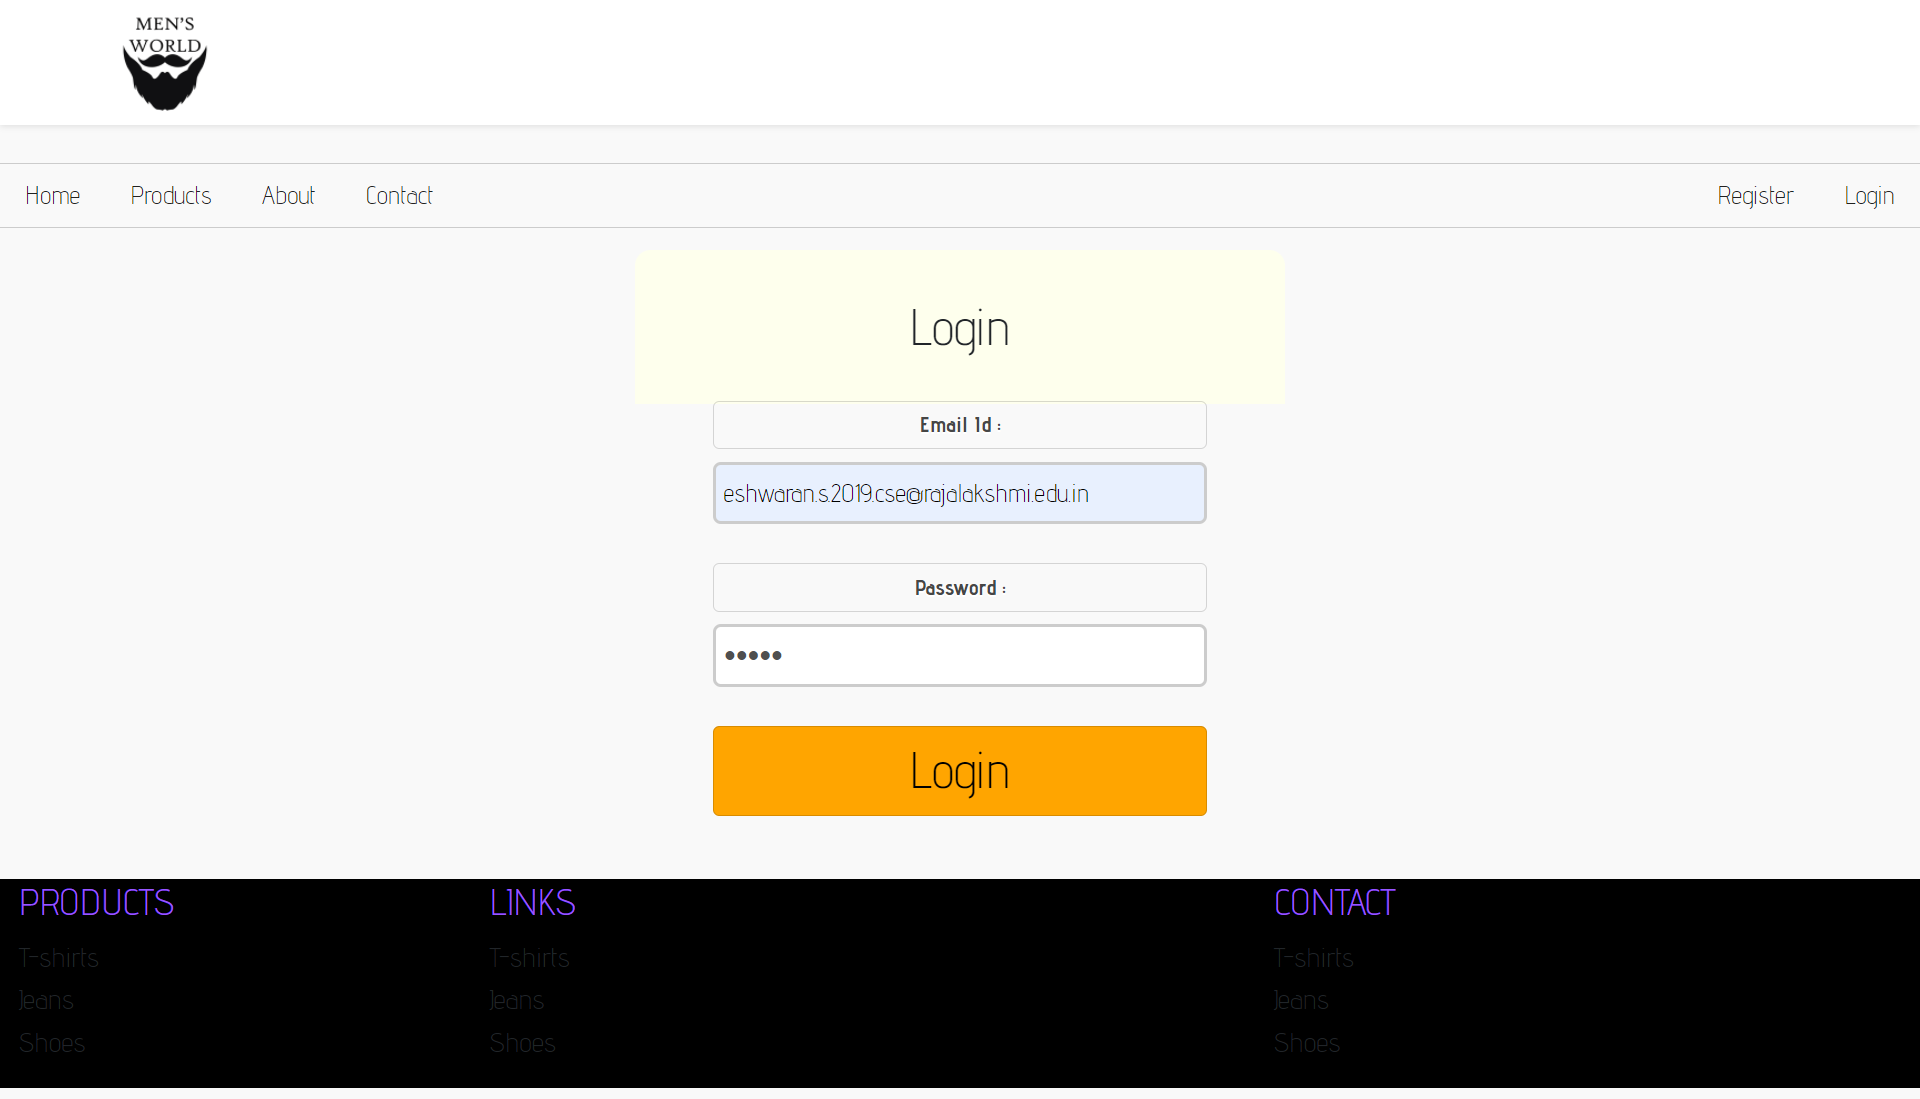 MEN'S
WORLD
Home Products About Contact Register Login
Login
Email Id :
eshwaran.s.2019.cse@rajalakshmi.edu.in
Password :
•••••
Login
PRODUCTS LINKS CONTACT
T-shirts T-shirts T-shirts
Jeans Jeans Jeans
Shoes Shoes Shoes